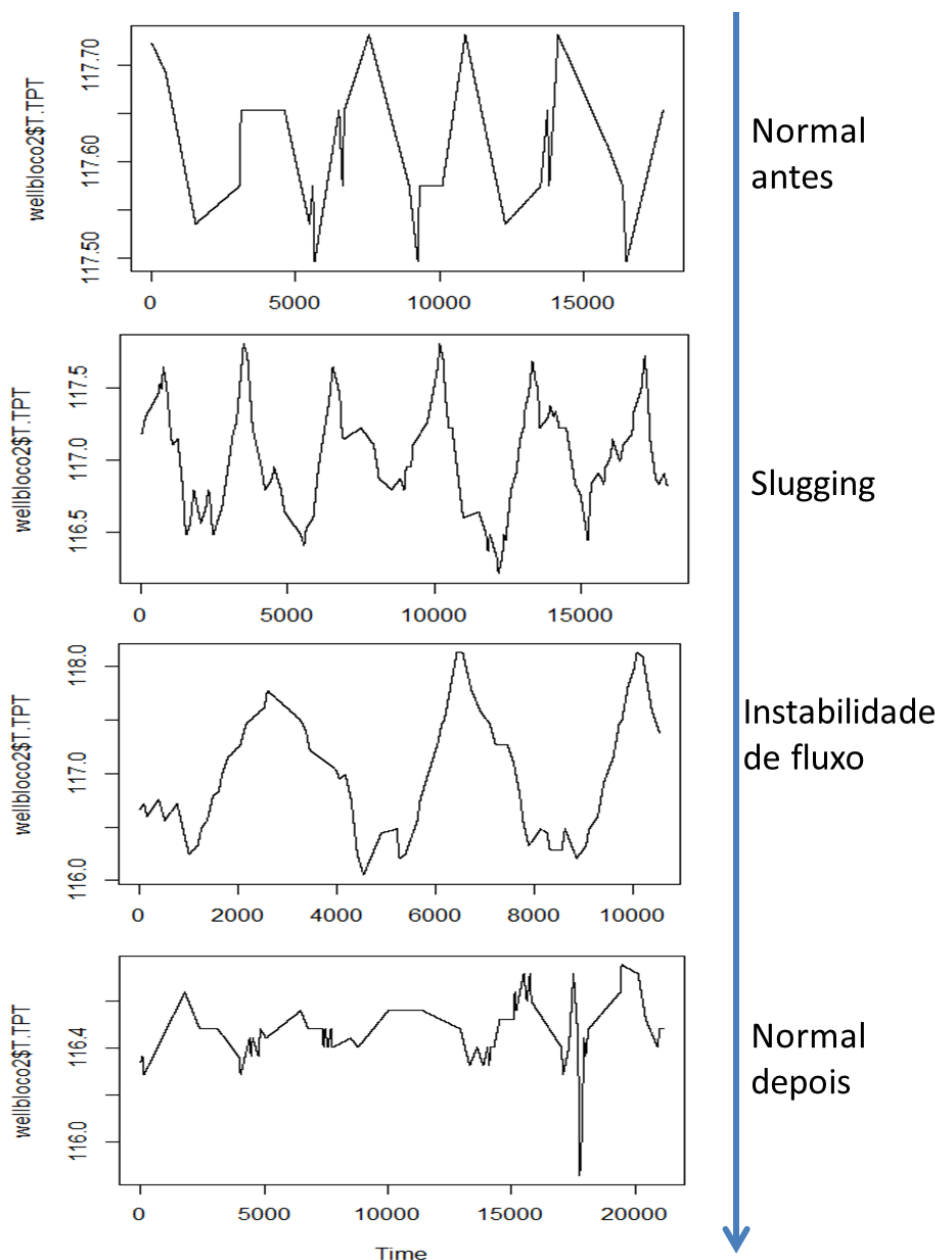 wellbloco2$T.TPT
117.70
117.60
117.50
0 5000 10000 15000
Normal
antes
wellbloco2$T.TPT
117.5
117.0
116.5
0 5000 10000 15000
Slugging
wellbloco2$T.TPT
118.0
117.0
116.0
0 2000 4000 6000 8000 10000
Instabilidade
de fluxo
wellbloco2$T.TPT
116.4
116.0
0 5000 10000 15000 20000
Time
Normal
depois